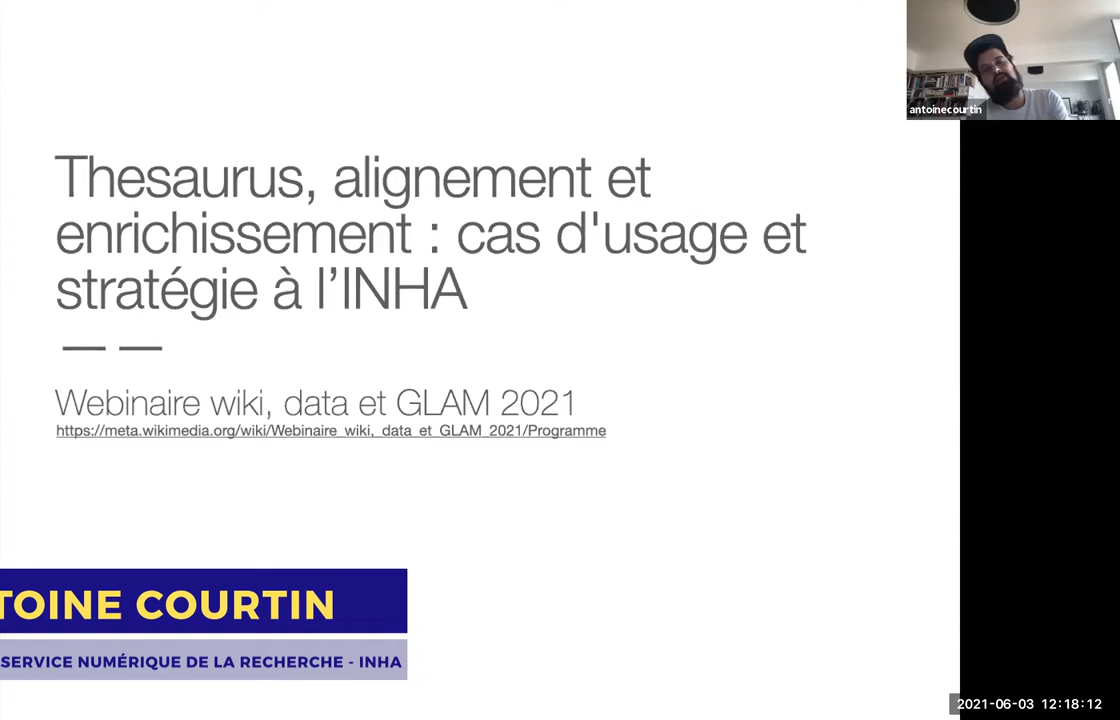 antoinecourtin
Thesaurus, alignement et
enrichissement : cas d'usage et
stratégie à l’INHA
Webinaire wiki, data et GLAM 2021
https://meta.wikimedia.org/wiki/Webinaire_wiki,_data_et_GLAM_2021/Programme
TOINE COURTIN
SERVICE NUMÉRIQUE DE LA RECHERCHE - INHA
2021-06-03 12:18:12